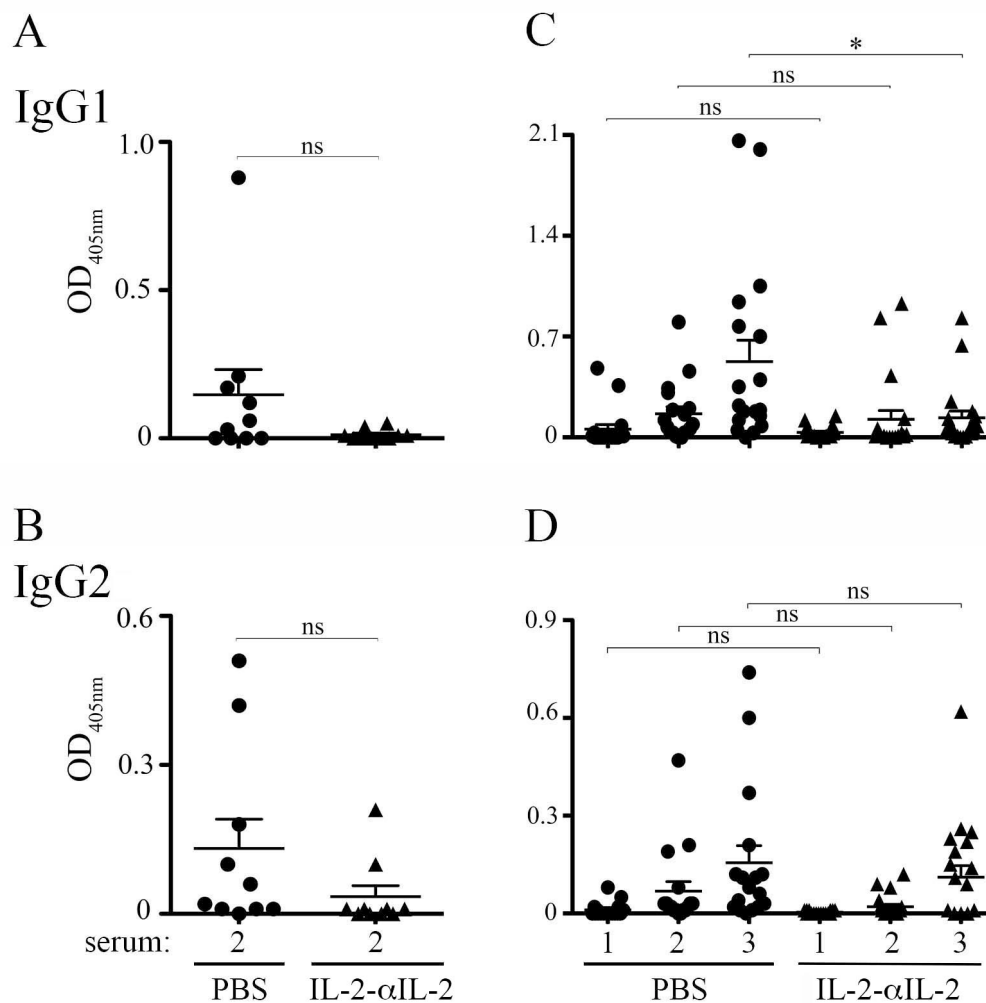 A
IgG1
OD405nm
1.0
0.5
0
ns
C
*
ns
ns
2.1
1.4
0.7
0
B
IgG2
OD405nm
0.6
0.3
0
ns
serum: 2 2
PBS IL-2-αIL-2
D
ns
ns
ns
0.9
0.6
0.3
0
1 2 3 1 2 3
PBS IL-2-αIL-2